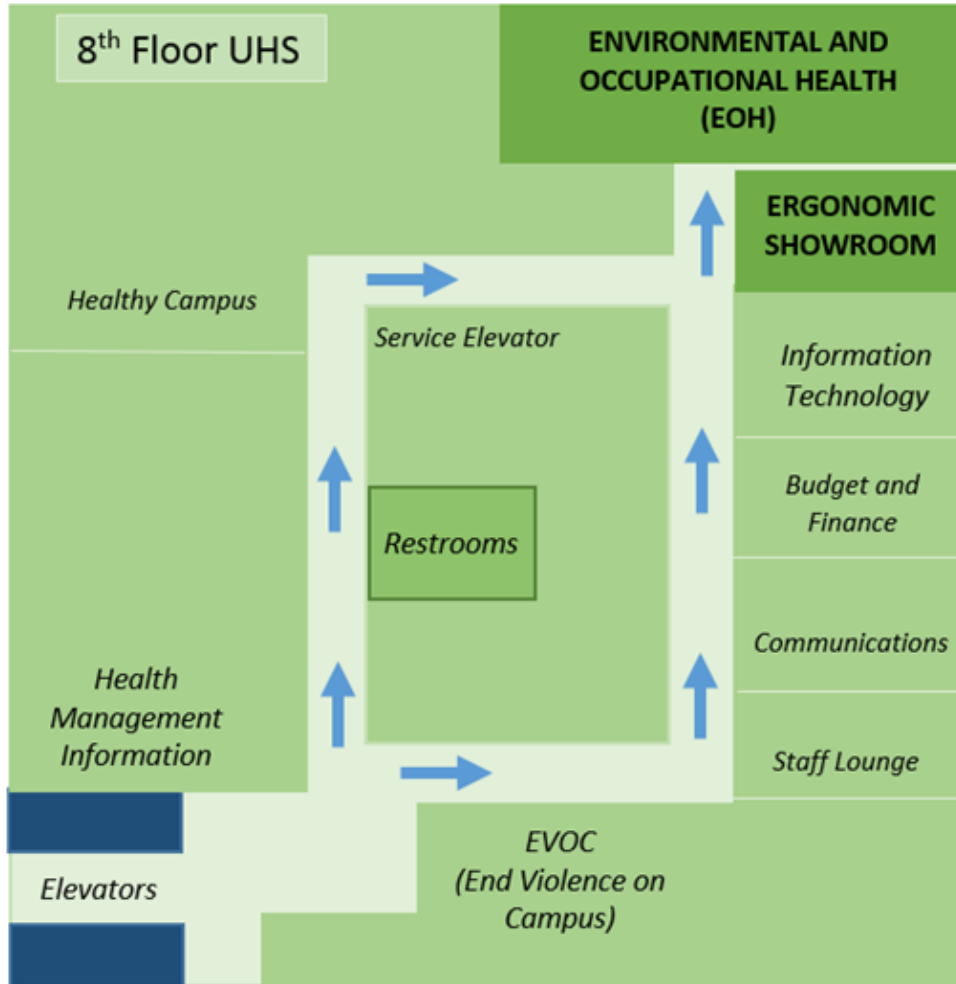 8th Floor UHS
ENVIRONMENTAL AND
OCCUPATIONAL HEALTH
(EOH)
ERGONOMIC
SHOWROOM
Healthy Campus
Service Elevator
Information
Technology
Budget and
Finance
Restrooms
Communications
Health
Management
Information
Staff Lounge
Elevators
EVOC
(End Violence on
Campus)